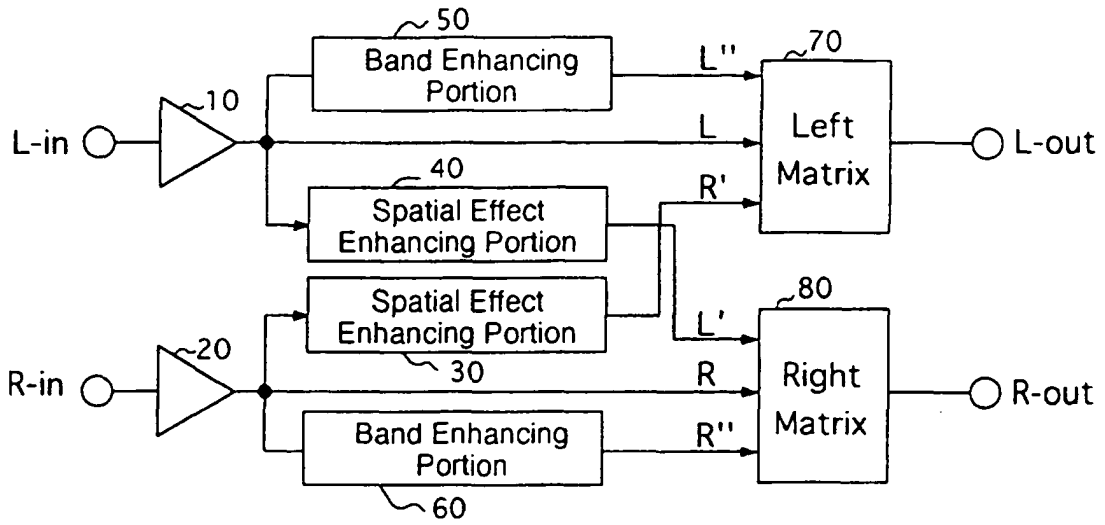 50
Band Enhancing
Portion
L''
70
10
L-in
L
Left
Matrix
L-out
40
Spatial Effect
Enhancing Portion
R'
Spatial Effect
Enhancing Portion
30
L'
80
20
R-in
R
Right
Matrix
R-out
Band Enhancing
Portion
R''
60